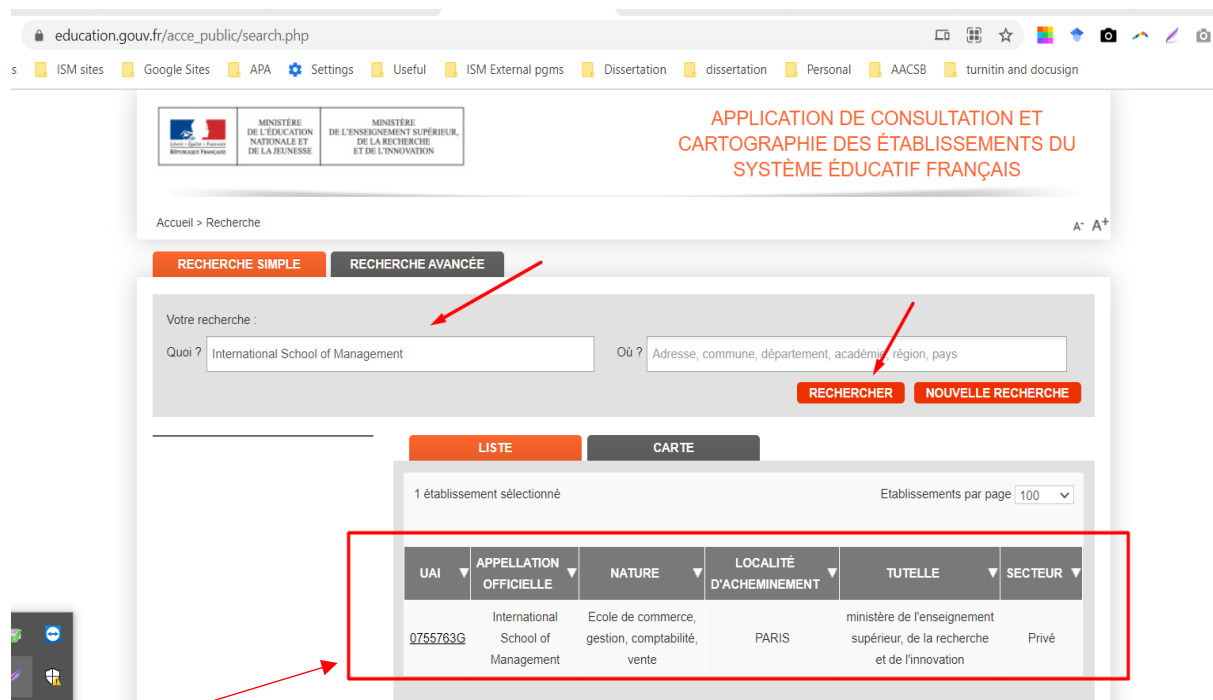 education.gouv.fr/acce_public/search.php
s ISM sites Google Sites APA Settings Useful ISM External pgms Dissertation dissertation Personal AACSB turnitin and docusign
Liberté • Égalité • Fraternité
RÉPUBLIQUE FRANÇAISE
MINISTÈRE
DE L'ÉDUCATION
NATIONALE ET
DE LA JEUNESSE
MINISTÈRE
DE L'ENSEIGNEMENT SUPÉRIEUR,
DE LA RECHERCHE
ET DE L'INNOVATION
APPLICATION DE CONSULTATION ET
CARTOGRAPHIE DES ÉTABLISSEMENTS DU
SYSTÈME ÉDUCATIF FRANÇAIS
Accueil > Recherche
A- A+
RECHERCHE SIMPLE RECHERCHE AVANCÉE
Votre recherche :
Quoi ? International School of Management Où ? Adresse, commune, département, académie, région, pays
RECHERCHER NOUVELLE RECHERCHE
LISTE CARTE
1 établissement sélectionné Etablissements par page 100
UAI
APPELLATION
OFFICIELLE
NATURE
LOCALITÉ
D'ACHEMINEMENT
TUTELLE
SECTEUR
0755763G
International
School of
Management
Ecole de commerce,
gestion, comptabilité,
vente
PARIS
ministère de l'enseignement
supérieur, de la recherche
et de l'innovation
Privé